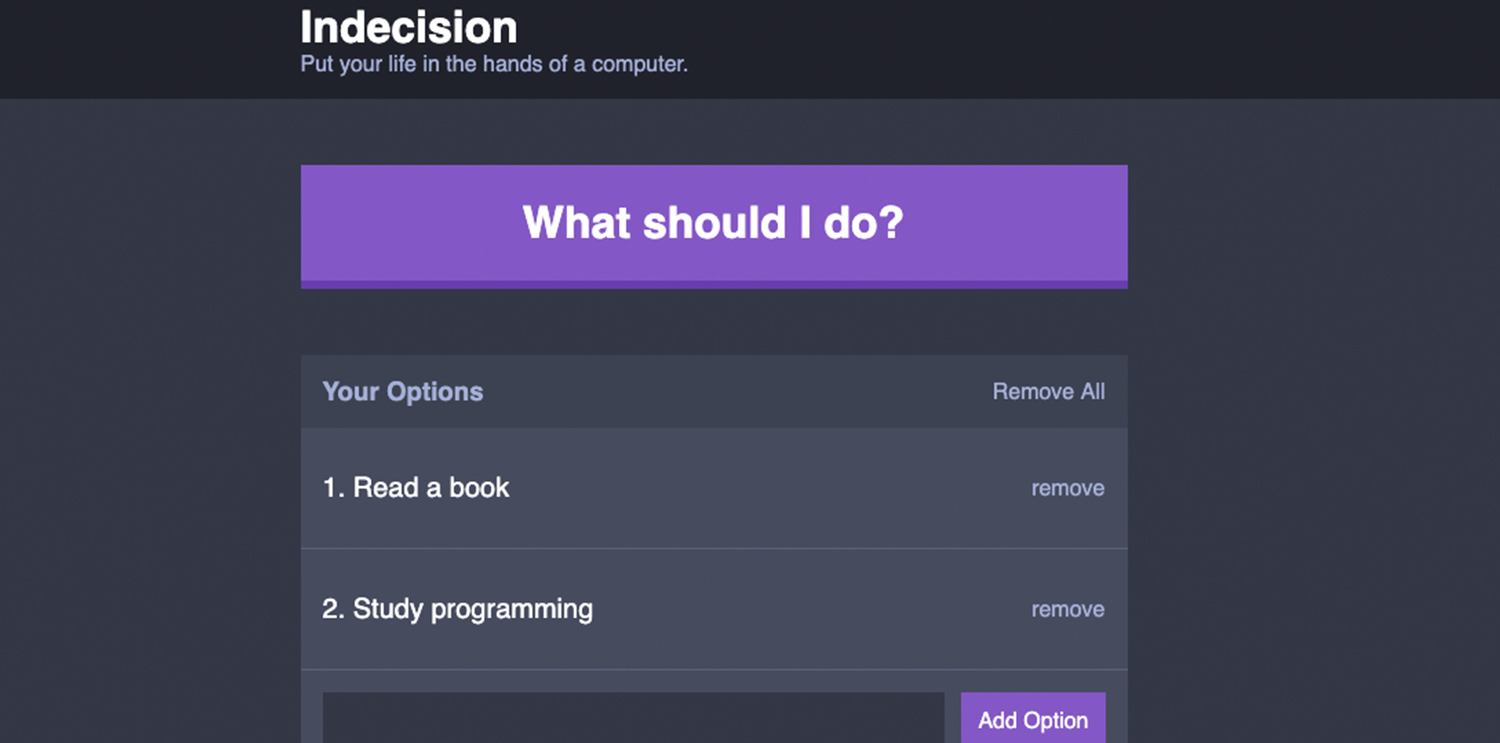 Indecision
Put your life in the hands of a computer.
What should I do?
Your Options
Remove All
1. Read a book
remove
2. Study programming
remove
Add Option